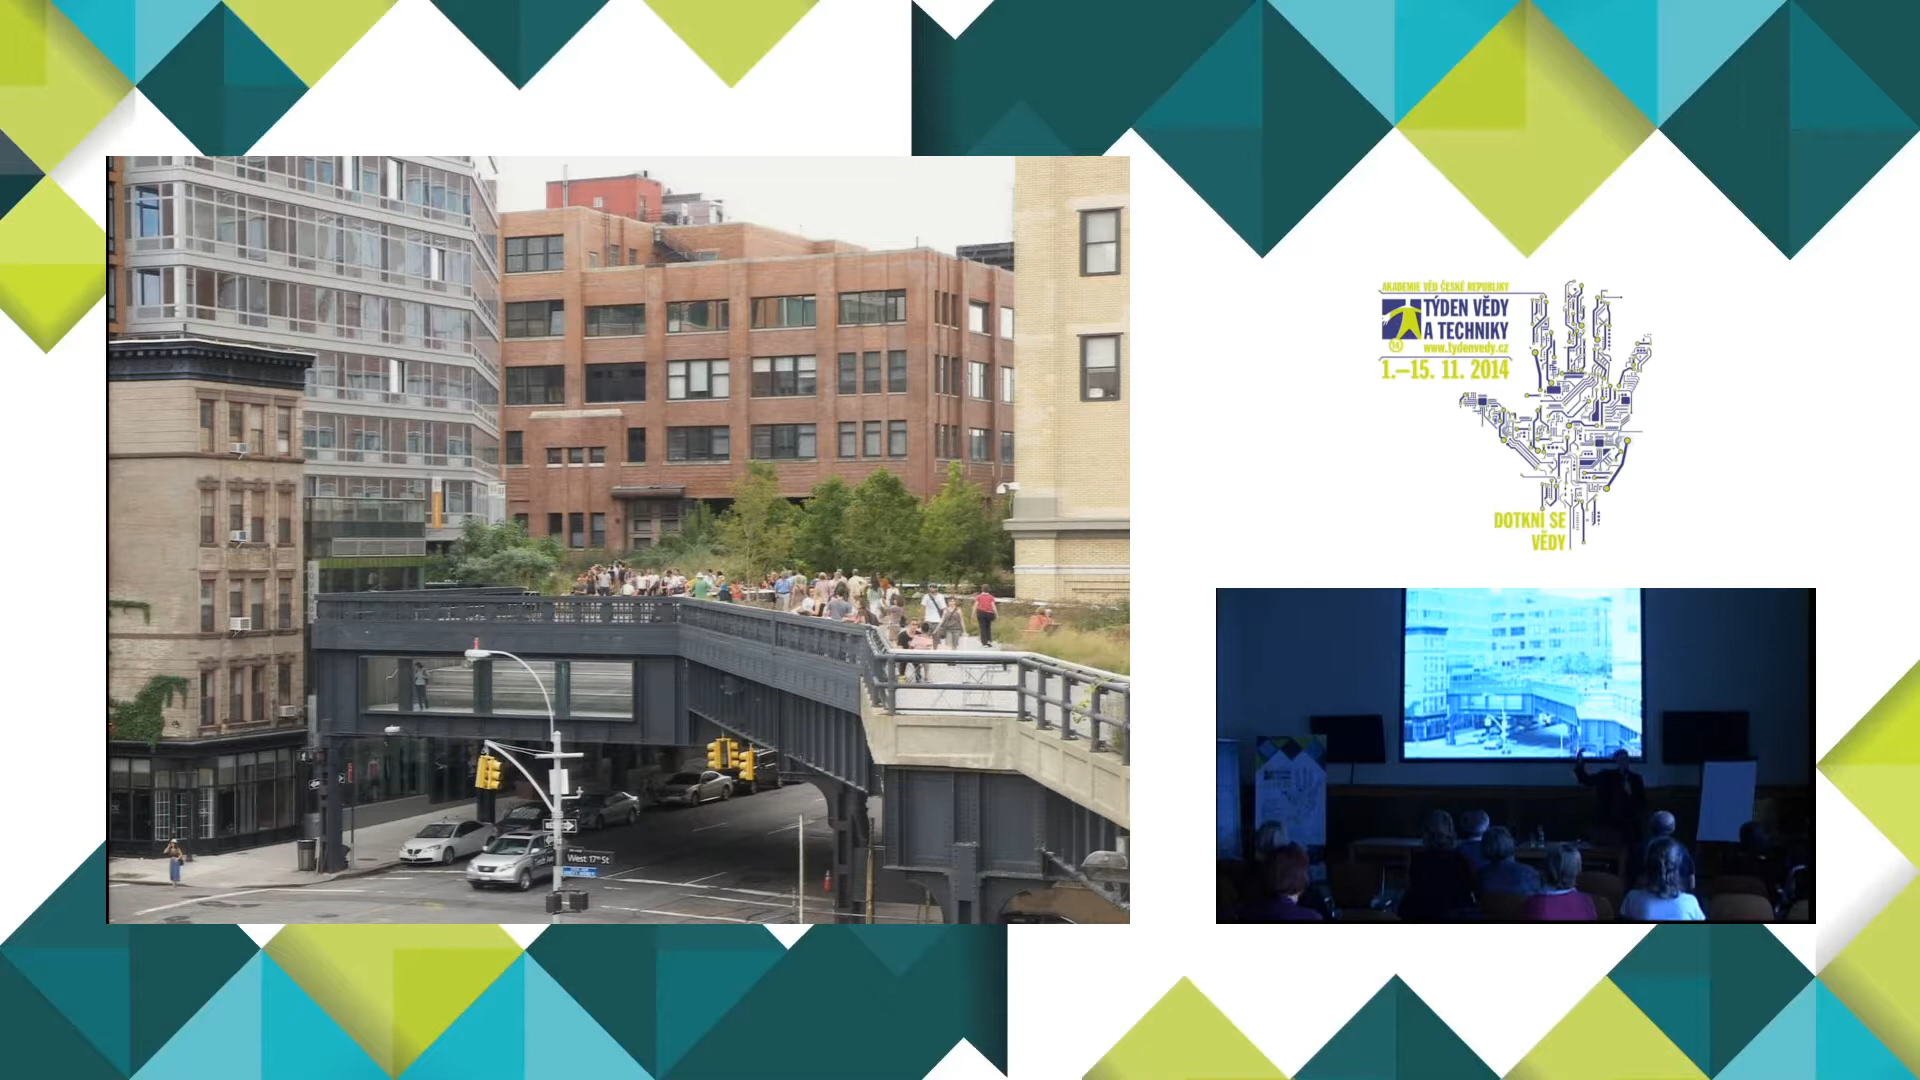 AKADEMIE VĚD ČESKÉ REPUBLIKY
TÝDEN VĚDY
A TECHNIKY
www.tydenvedy.cz
1.–15. 11. 2014
DOTKNI SE
VĚDY
West 17th St